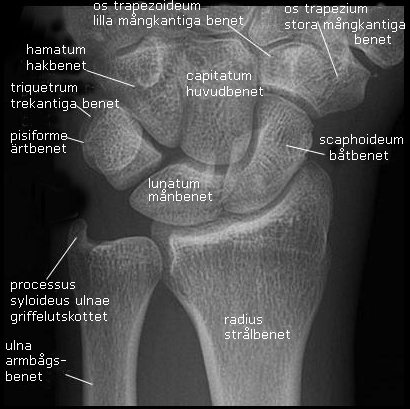 os trapezoideum
lilla mångkantiga benet
os trapezium
stora mångkantiga
benet
hamatum
hakbenet
capitatum
huvudbenet
triquetrum
trekantiga benet
pisiforme
ärtbenet
scaphoideum
båtbenet
lunatum
månbenet
processus
syloideus ulnae
griffelutskottet
radius
strålbenet
ulna
armbågs-
benet